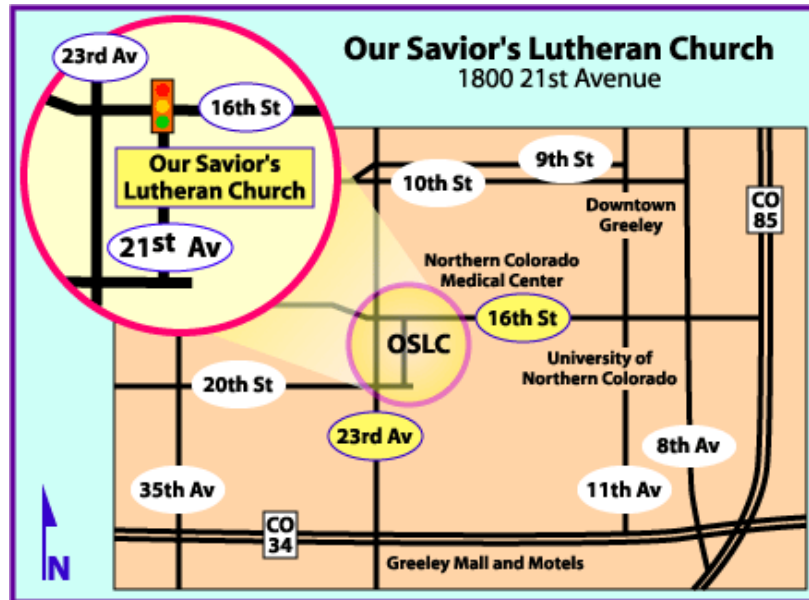 Our Savior's Lutheran Church
1800 21st Avenue
23rd Av
16th St
Our Savior's
Lutheran Church
21st Av
9th St
10th St
Downtown
Greeley
CO
85
Northern Colorado
Medical Center
16th St
OSLC
University of
Northern Colorado
20th St
23rd Av
8th Av
35th Av
11th Av
CO
34
Greeley Mall and Motels
N